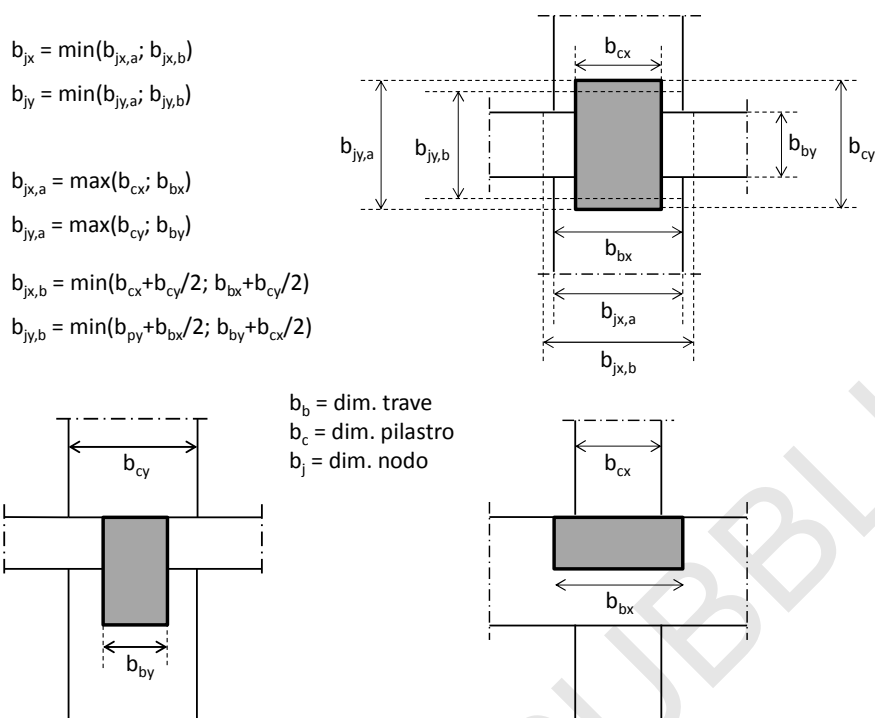 b_jx = min(b_jx,a; b_jx,b)
b_jy = min(b_jy,a; b_jy,b)
b_jx,a = max(b_cx; b_bx)
b_jy,a = max(b_cy; b_by)
b_jx,b = min(b_cx+b_cy/2; b_bx+b_cy/2)
b_jy,b = min(b_py+b_bx/2; b_by+b_cx/2)
b_cx
b_jy,a
b_jy,b
b_by
b_cy
b_bx
b_jx,a
b_jx,b
b_b = dim. trave
b_c = dim. pilastro
b_j = dim. nodo
b_cy
b_by
b_cx
b_bx